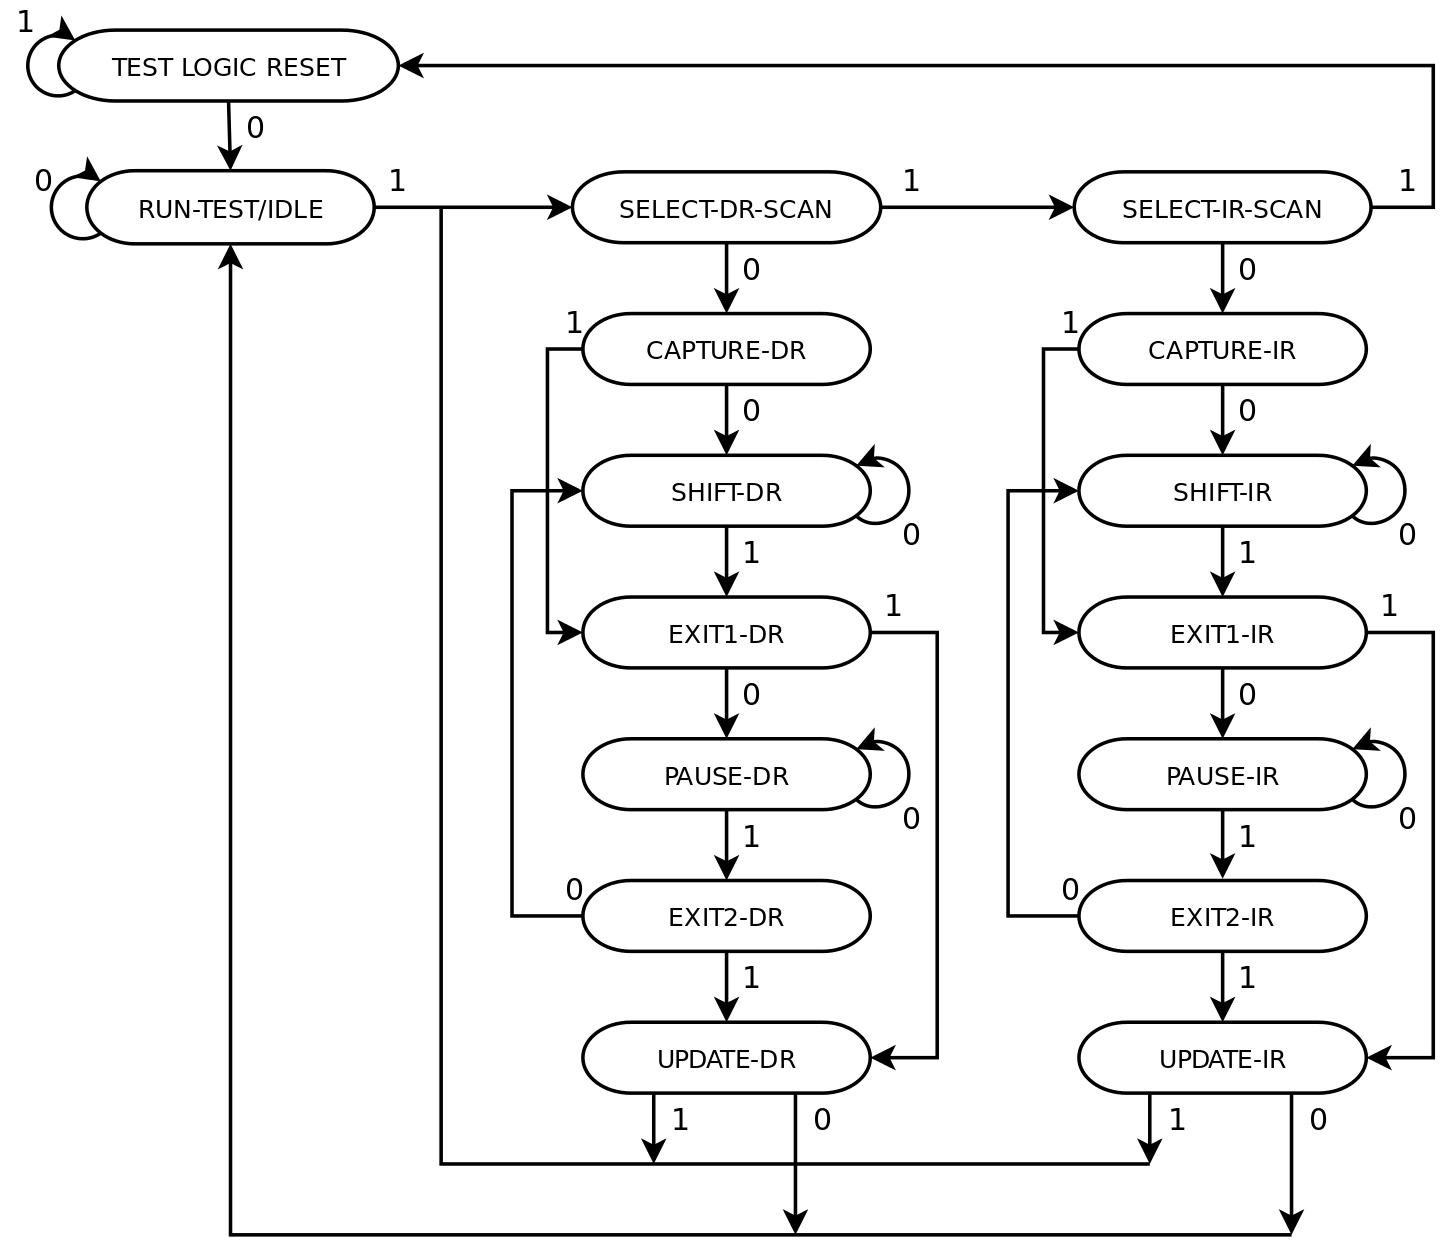 1
TEST LOGIC RESET
0
0
RUN-TEST/IDLE
1
SELECT-DR-SCAN
1
SELECT-IR-SCAN
1
0
0
1
CAPTURE-DR
1
CAPTURE-IR
0
0
SHIFT-DR
0
SHIFT-IR
0
1
1
EXIT1-DR
1
EXIT1-IR
1
0
0
PAUSE-DR
0
PAUSE-IR
0
1
1
0
EXIT2-DR
0
EXIT2-IR
1
1
UPDATE-DR
UPDATE-IR
1
0
1
0